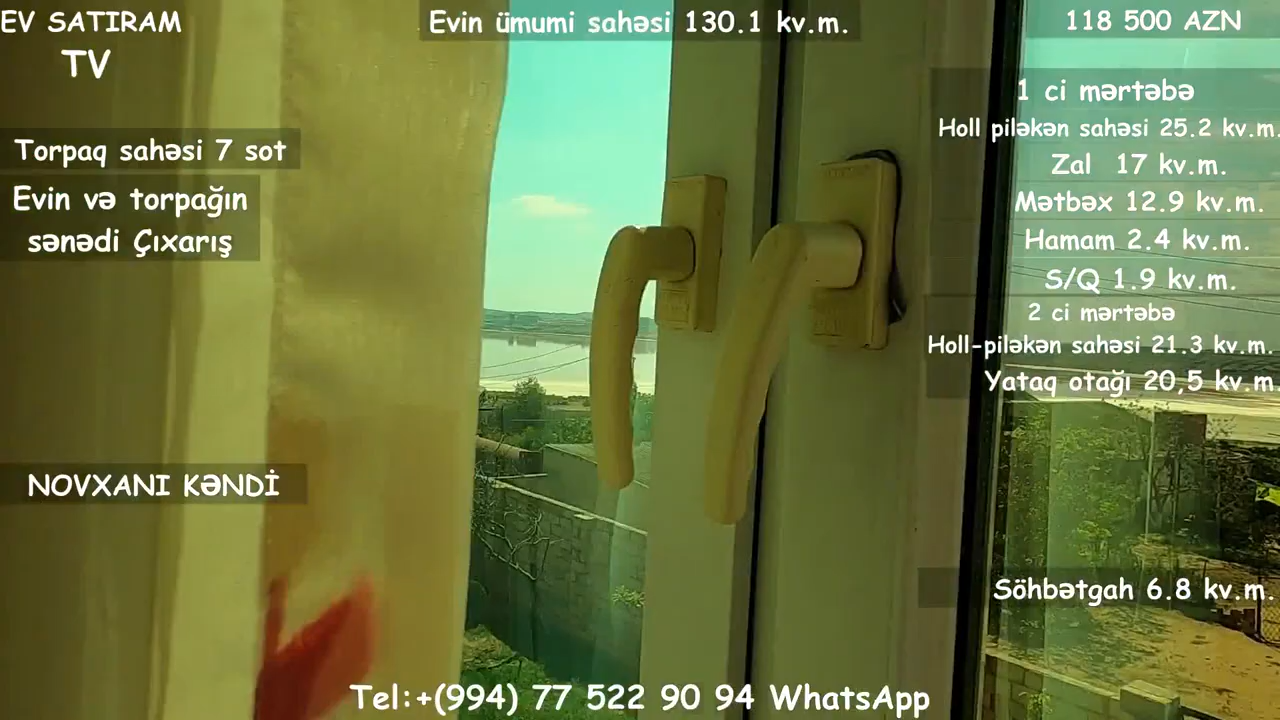 EV SATIRAM
TV
Evin ümumi sahəsi 130.1 kv.m.
118 500 AZN
Torpaq sahəsi 7 sot
Evin və torpağın
sənədi Çıxarış
NOVXANI KƏNDİ
1 ci mərtəbə
Holl piləkən sahəsi 25.2 kv.m.
Zal 17 kv.m.
Mətbəx 12.9 kv.m.
Hamam 2.4 kv.m.
S/Q 1.9 kv.m.
2 ci mərtəbə
Holl-piləkən sahəsi 21.3 kv.m.
Yataq otağı 20,5 kv.m.
Söhbətgah 6.8 kv.m.
Tel:+(994) 77 522 90 94 WhatsApp